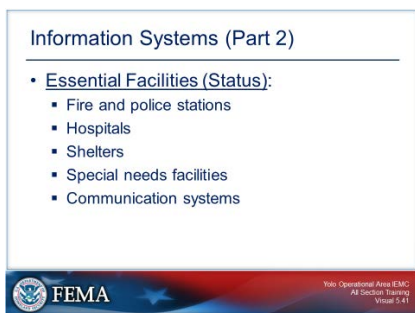 Information Systems (Part 2)
• Essential Facilities (Status):
▪ Fire and police stations
▪ Hospitals
▪ Shelters
▪ Special needs facilities
▪ Communication systems
FEMA
Yolo Operational Area IEMC
All Section Training
Visual 5.41